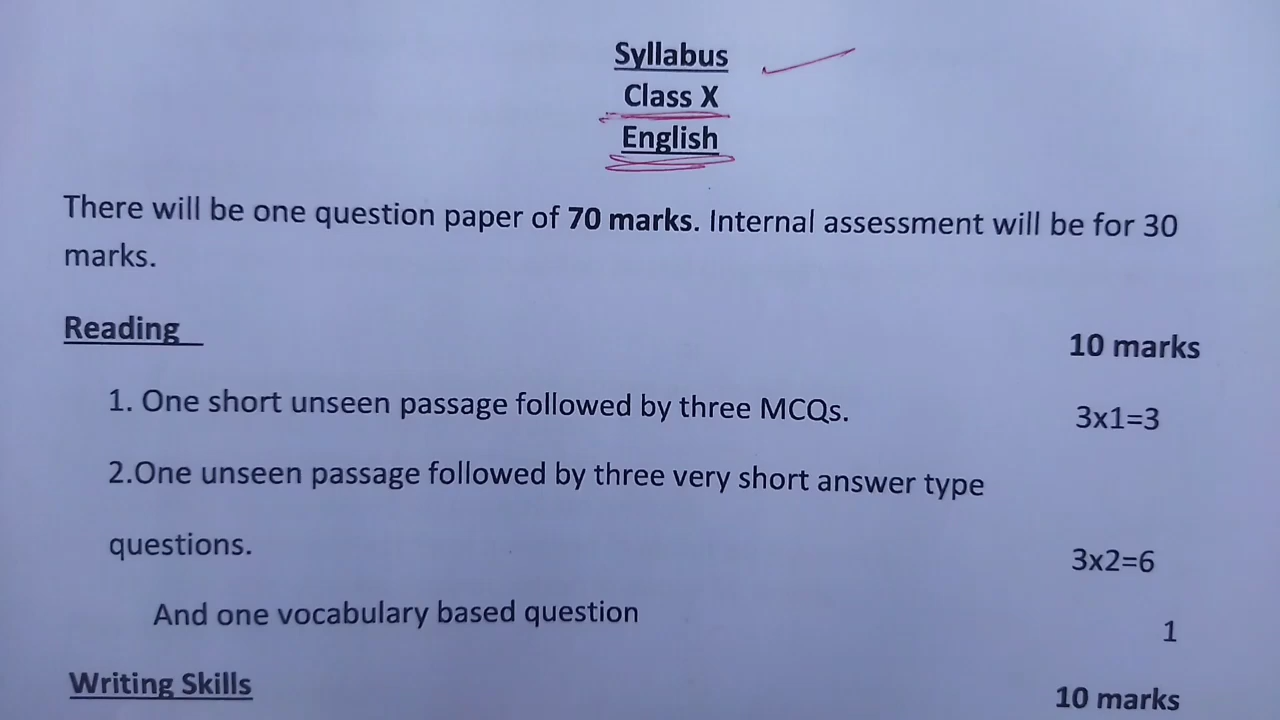 Syllabus
Class X
English
There will be one question paper of 70 marks. Internal assessment will be for 30
marks.
Reading
10 marks
1. One short unseen passage followed by three MCQs.
3x1=3
2.One unseen passage followed by three very short answer type
questions.
3x2=6
And one vocabulary based question
1
Writing Skills
10 marks